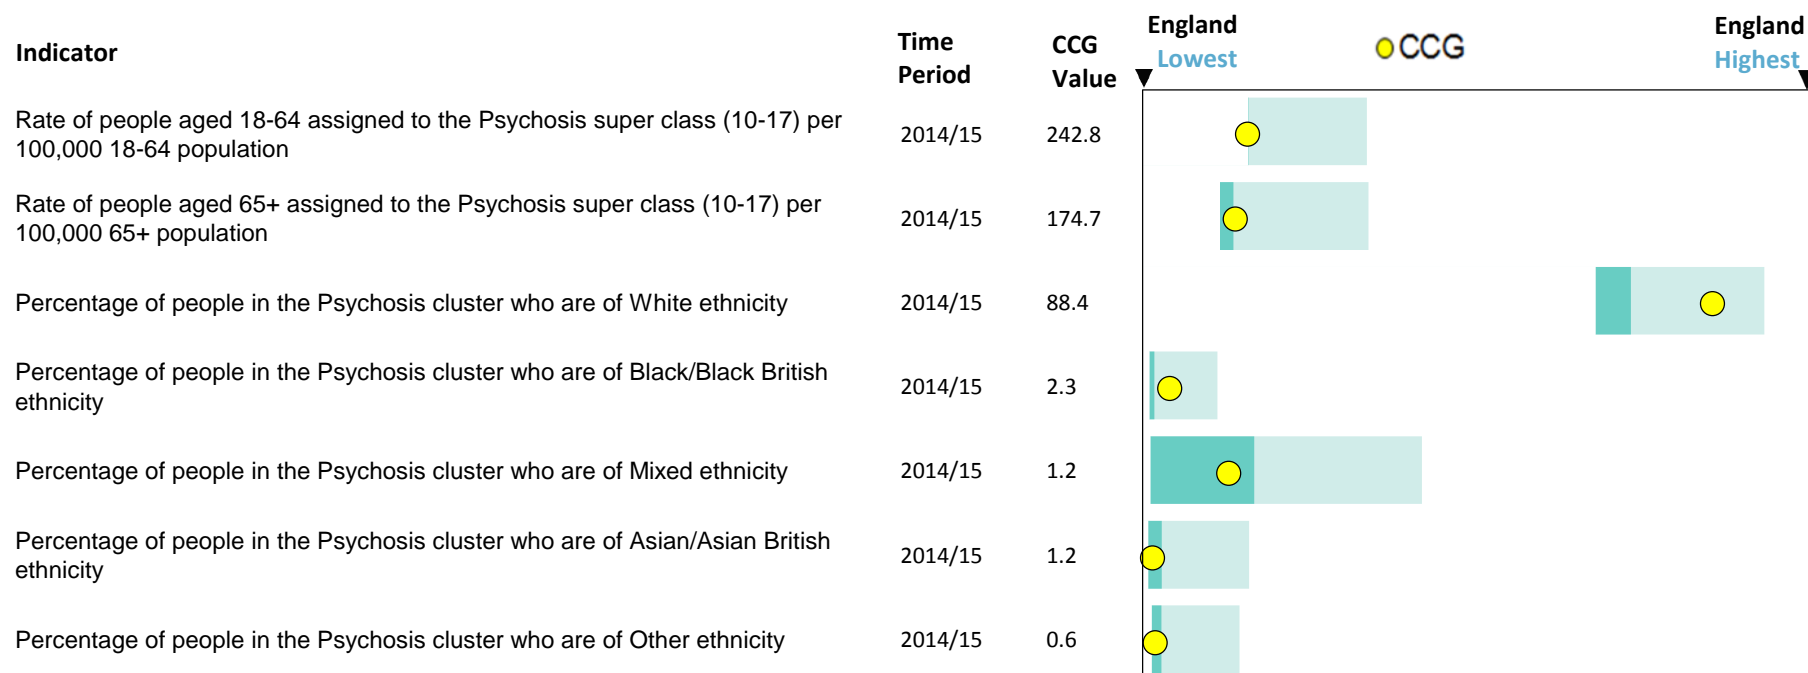 Indicator
Time
Period
CCG
Value
England
Lowest
CCG
England
Highest
Rate of people aged 18-64 assigned to the Psychosis super class (10-17) per
100,000 18-64 population
2014/15
242.8
Rate of people aged 65+ assigned to the Psychosis super class (10-17) per
100,000 65+ population
2014/15
174.7
Percentage of people in the Psychosis cluster who are of White ethnicity
2014/15
88.4
Percentage of people in the Psychosis cluster who are of Black/Black British
ethnicity
2014/15
2.3
Percentage of people in the Psychosis cluster who are of Mixed ethnicity
2014/15
1.2
Percentage of people in the Psychosis cluster who are of Asian/Asian British
ethnicity
2014/15
1.2
Percentage of people in the Psychosis cluster who are of Other ethnicity
2014/15
0.6